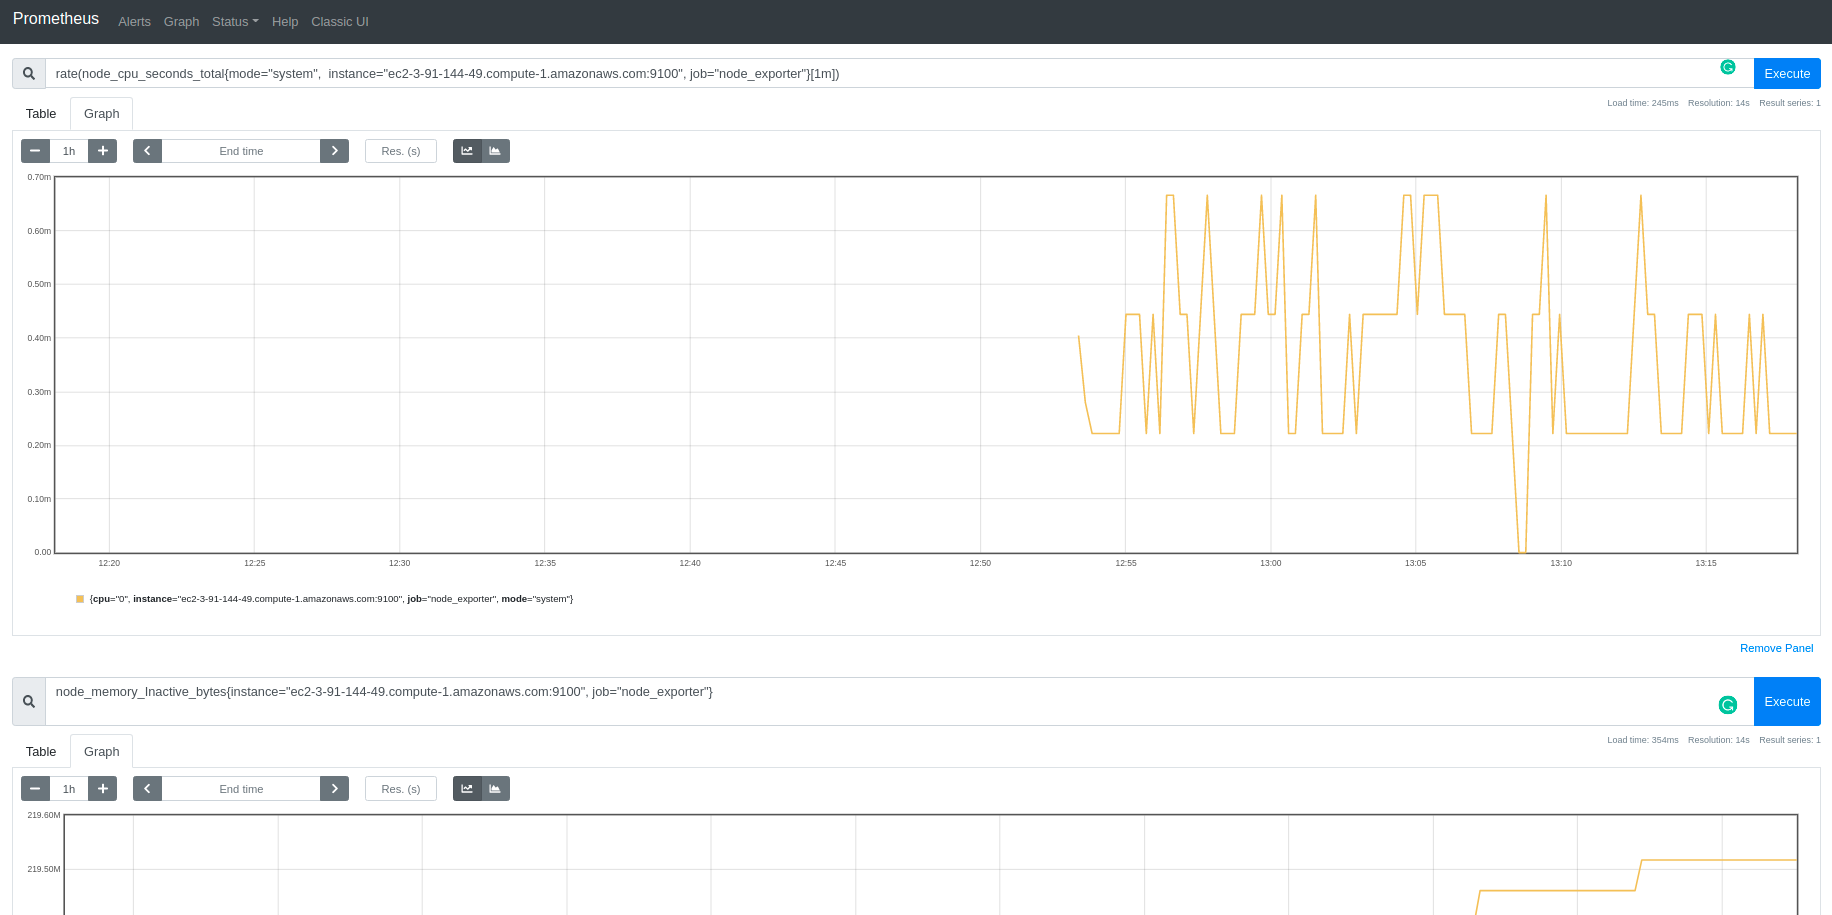 Prometheus Alerts Graph Status Help Classic UI
rate(node_cpu_seconds_total{mode="system",  instance="ec2-3-91-144-49.compute-1.amazonaws.com:9100", job="node_exporter"}[1m])
Execute
Table Graph
Load time: 245ms Resolution: 14s Result series: 1
1h End time Res. (s)
0.70m
0.60m
0.50m
0.40m
0.30m
0.20m
0.10m
0.00
12:20 12:25 12:30 12:35 12:40 12:45 12:50 12:55 13:00 13:05 13:10 13:15
{cpu="0", instance="ec2-3-91-144-49.compute-1.amazonaws.com:9100", job="node_exporter", mode="system"}
Remove Panel
node_memory_Inactive_bytes{instance="ec2-3-91-144-49.compute-1.amazonaws.com:9100", job="node_exporter"}
Execute
Table Graph
Load time: 354ms Resolution: 14s Result series: 1
1h End time Res. (s)
219.60M
219.50M